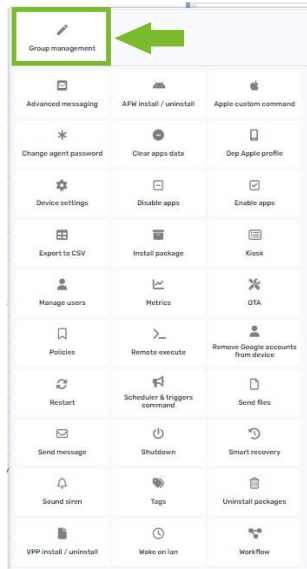 Group management
Advanced messaging
AFW install / uninstall
Apple custom command
Change agent password
Clear apps data
Dep Apple profile
Device settings
Disable apps
Enable apps
Export to CSV
Install package
Kiosk
Manage users
Metrics
OTA
Policies
Remote execute
Remove Google accounts
from device
Restart
Scheduler & triggers
command
Send files
Send message
Shutdown
Smart recovery
Sound siren
Tags
Uninstall packages
VPP install / uninstall
Wake on lan
Workflow